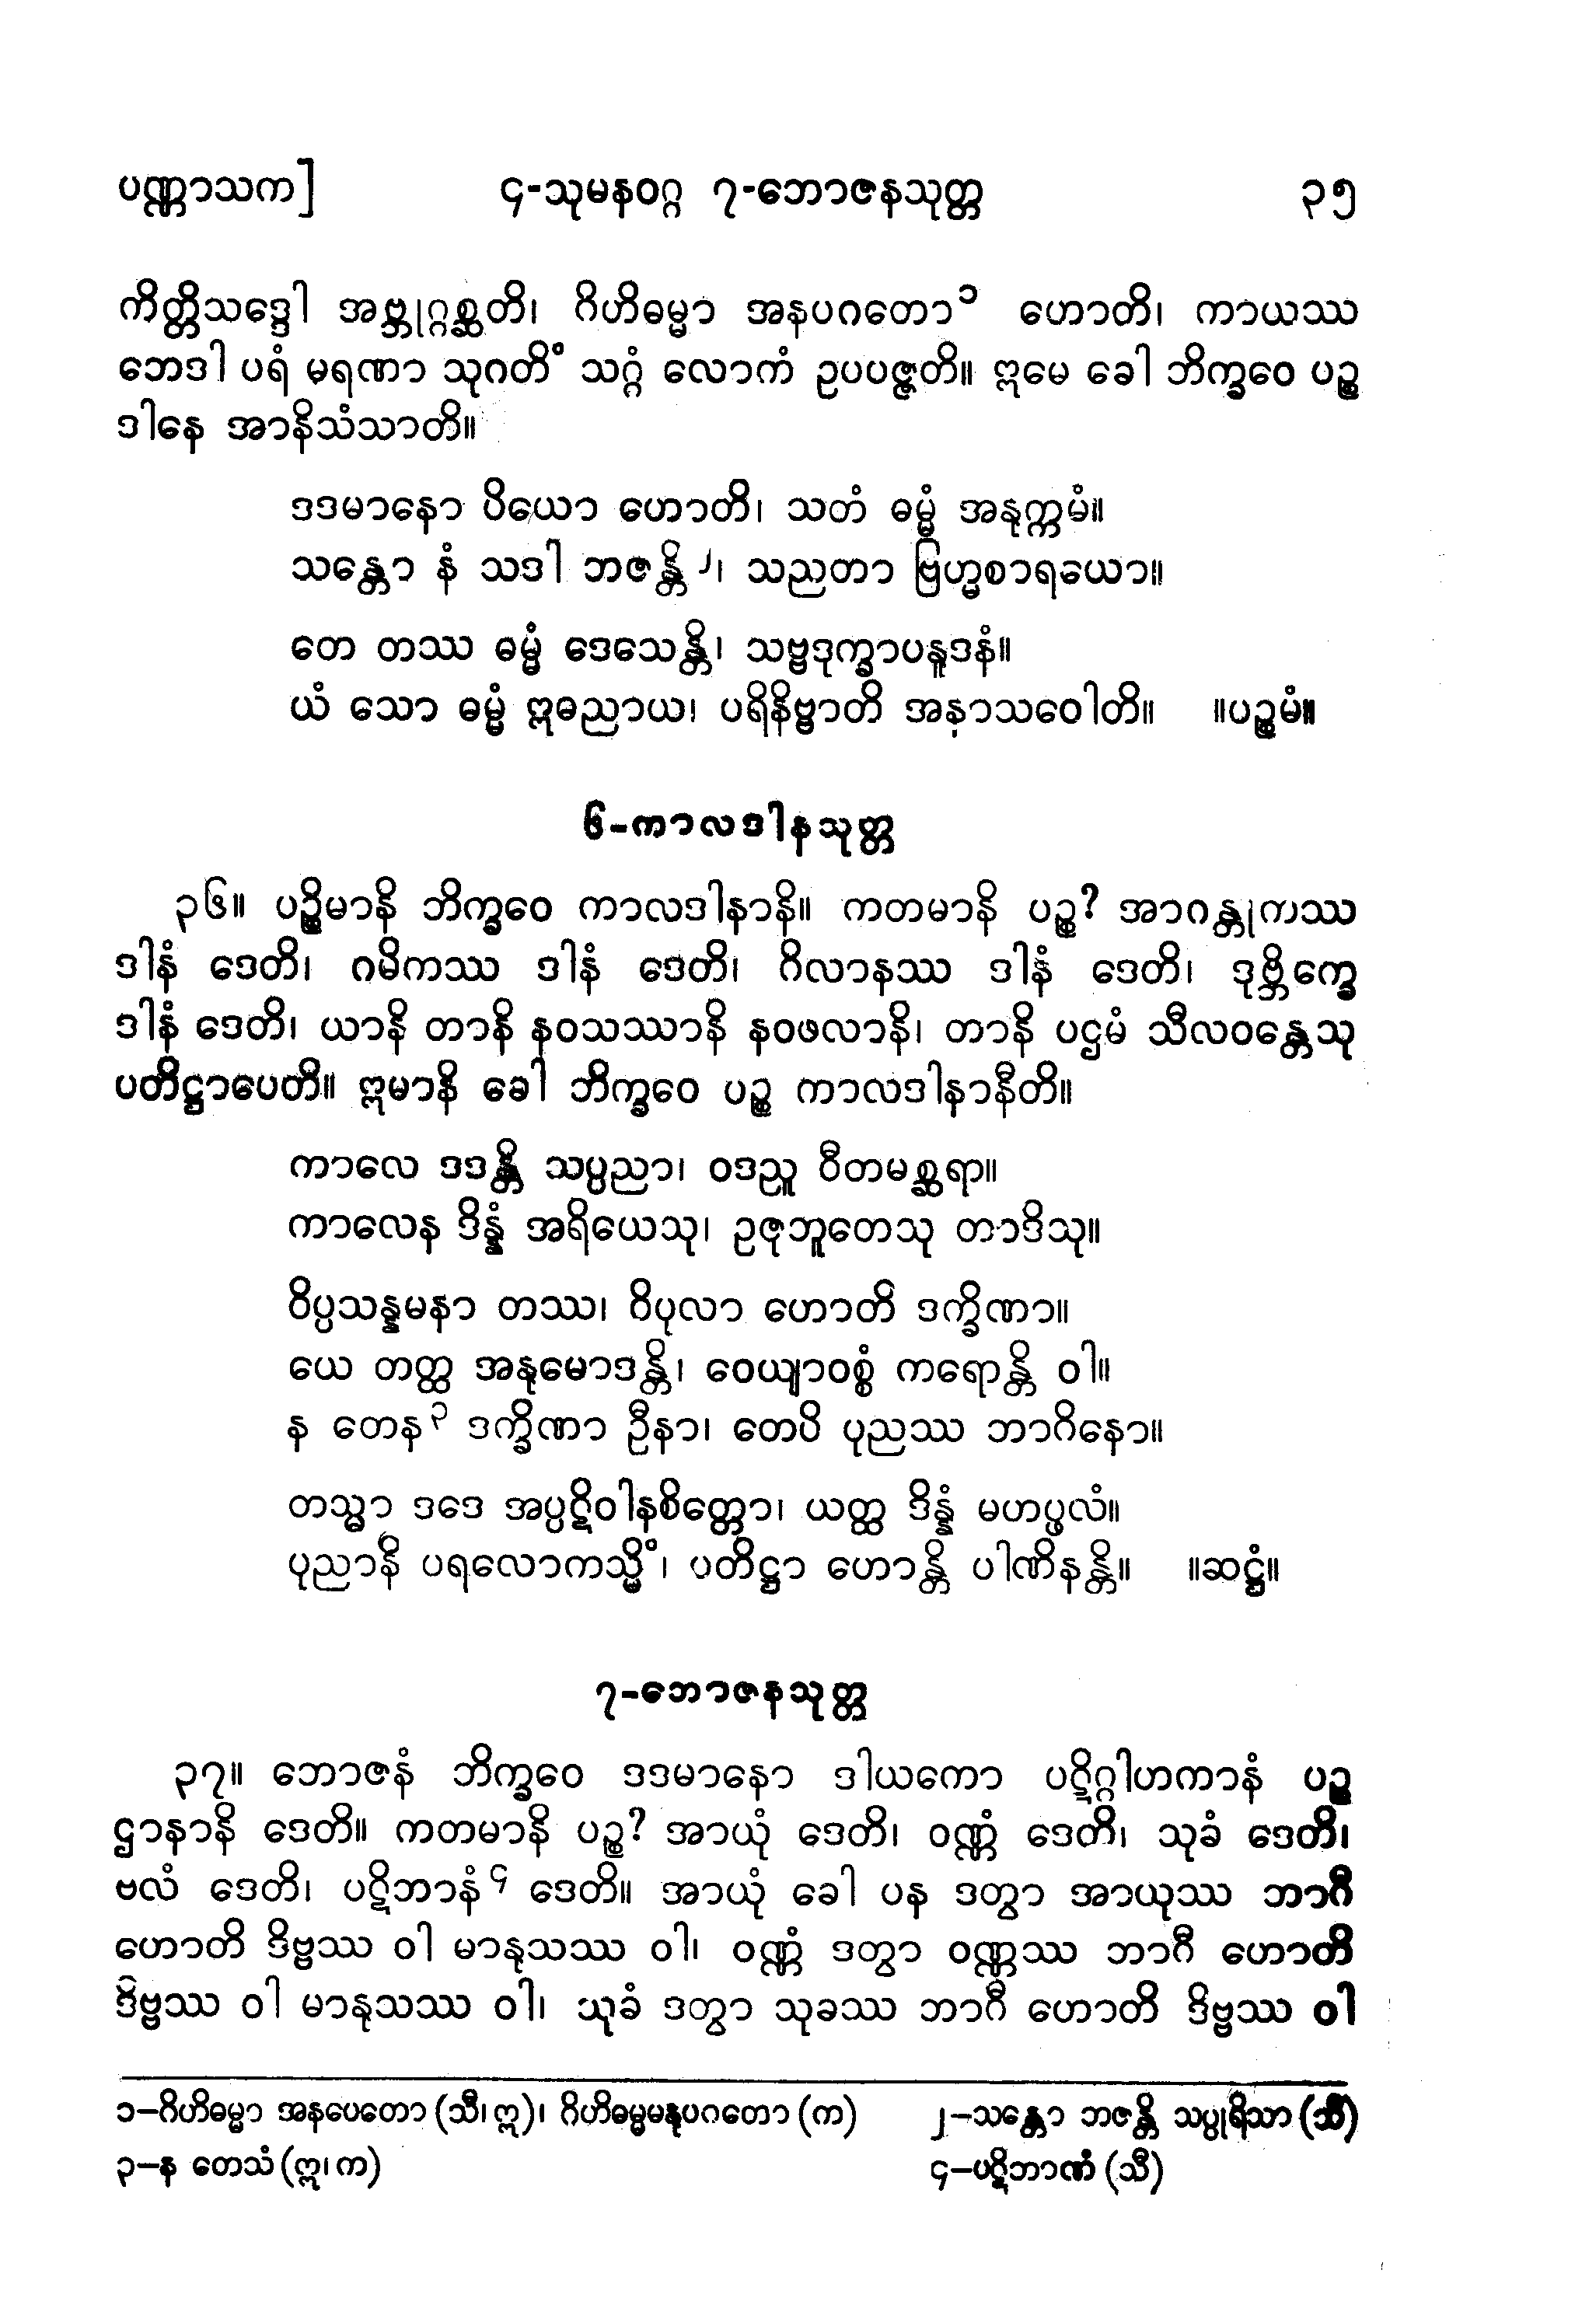 ပဏ္ဏာသက]
၄-သုမနဝဂ္ဂ ၇-ဘောဇနသုတ္တ
၃၅
ကိတ္တိသဒ္ဒေါ အဗ္ဘုဂ္ဂစ္ဆတိ၊ ဂိဟိဓမ္မာ အနပဂတော၁ ဟောတိ၊ ကာယဿ
ဘေဒါ ပရံ မရဏာ သုဂတိံ သဂ္ဂံ လောကံ ဥပပဇ္ဇတိ။ ဣမေ ခေါ ဘိက္ခဝေ ပဉ္စ
ဒါနေ အာနိသံသာတိ။
ဒဒမာနော ပိယော ဟောတိ၊ သတံ ဓမ္မံ အနုက္ကမံ။
သန္တော နံ သဒါ ဘဇန္တိ၂၊ သညတာ ဗြဟ္မစာရယော။
တေ တဿ ဓမ္မံ ဒေသေန္တိ၊ သဗ္ဗဒုက္ခာပနူဒနံ။
ယံ သော ဓမ္မံ ဣဓညာယ၊ ပရိနိဗ္ဗာတိ အနာသဝေါတိ။ ။ပဉ္စမံ။
၆-ကာလဒါနသုတ္တ
၃၆။ ပဉ္စိမာနိ ဘိက္ခဝေ ကာလဒါနာနိ။ ကတမာနိ ပဉ္စ? အာဂန္တုကဿ
ဒါနံ ဒေတိ၊ ဂမိကဿ ဒါနံ ဒေတိ၊ ဂိလာနဿ ဒါနံ ဒေတိ၊ ဒုဗ္ဘိက္ခေ
ဒါနံ ဒေတိ၊ ယာနိ တာနိ နဝသဿာနိ နဝဖလာနိ၊ တာနိ ပဌမံ သီလဝန္တေသု
ပတိဋ္ဌာပေတိ။ ဣမာနိ ခေါ ဘိက္ခဝေ ပဉ္စ ကာလဒါနာနီတိ။
ကာလေ ဒဒန္တိ သပ္ပညာ၊ ဝဒညူ ဝီတမစ္ဆရာ။
ကာလေန ဒိန္နံ အရိယေသု၊ ဥဇုဘူတေသု တာဒိသု။
ဝိပ္ပသန္နမနာ တဿ၊ ဝိပုလာ ဟောတိ ဒက္ခိဏာ။
ယေ တတ္ထ အနုမောဒန္တိ၊ ဝေယျာဝစ္စံ ကရောန္တိ ဝါ။
န တေန၃ ဒက္ခိဏာ ဦနာ၊ တေပိ ပုညဿ ဘာဂိနော။
တသ္မာ ဒဒေ အပ္ပဋိဝါနစိတ္တော၊ ယတ္ထ ဒိန္နံ မဟပ္ဖလံ။
ပုညာနိ ပရလောကသ္မိံ၊ ပတိဋ္ဌာ ဟောန္တိ ပါဏိနန္တိ။ ။ဆဋ္ဌံ။
၇-ဘောဇနသုတ္တ
၃၇။ ဘောဇနံ ဘိက္ခဝေ ဒဒမာနော ဒါယကော ပဋိဂ္ဂါဟကာနံ ပဉ္စ
ဌာနာနိ ဒေတိ။ ကတမာနိ ပဉ္စ? အာယုံ ဒေတိ၊ ဝဏ္ဏံ ဒေတိ၊ သုခံ ဒေတိ၊
ဗလံ ဒေတိ၊ ပဋိဘာနံ၄ ဒေတိ။ အာယုံ ခေါ ပန ဒတွာ အာယုဿ ဘာဂီ
ဟောတိ ဒိဗ္ဗဿ ဝါ မာနုသဿ ဝါ၊ ဝဏ္ဏံ ဒတွာ ဝဏ္ဏဿ ဘာဂီ ဟောတိ
ဒိဗ္ဗဿ ဝါ မာနုသဿ ဝါ၊ သုခံ ဒတွာ သုခဿ ဘာဂီ ဟောတိ ဒိဗ္ဗဿ ဝါ
၁–ဂိဟိဓမ္မာ အနပေတော (သီ၊ ဣ)၊ ဂိဟိဓမ္မမနုပဂတော (က)
၂–သန္တော ဘဇန္တိ သပ္ပုရိသာ (သီ)
၃–န တေသံ (ဣ၊ က)
၄–ပဋိဘာဏံ (သီ)